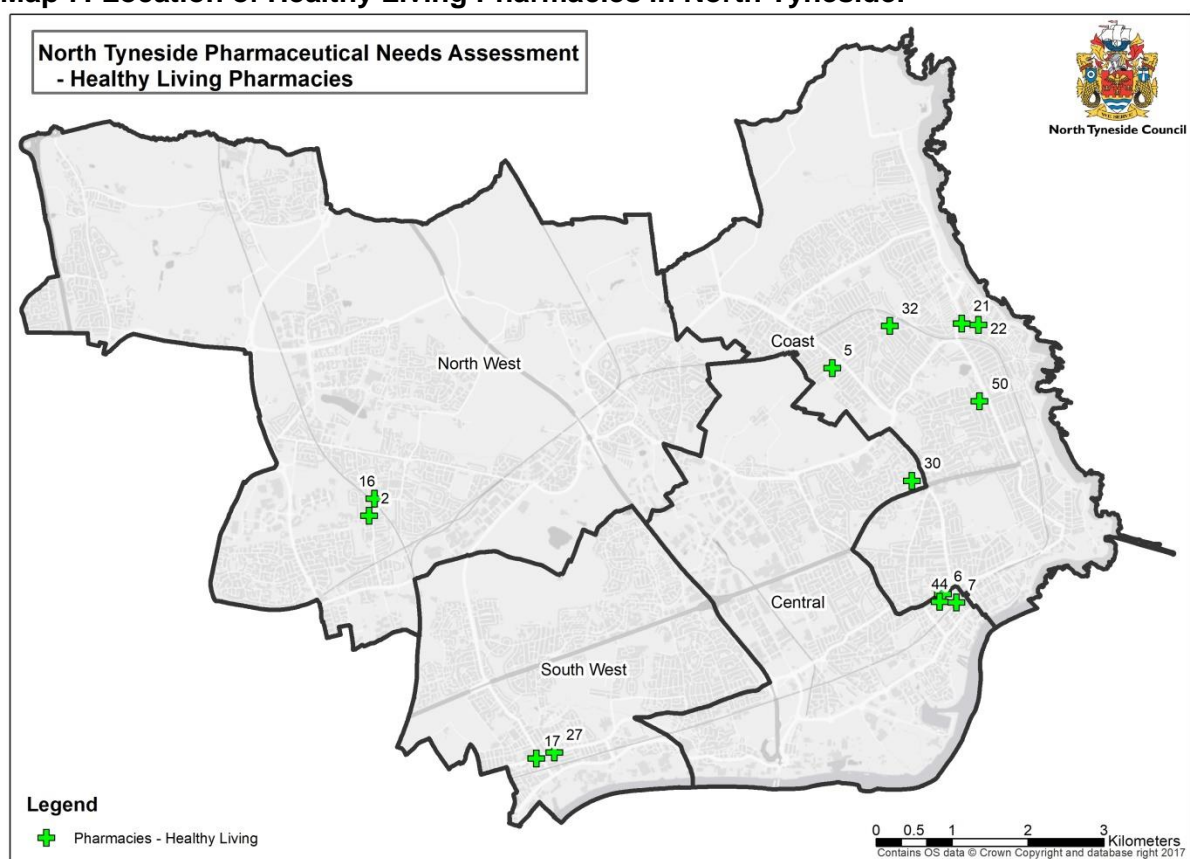 Map 7: Location of Healthy Living Pharmacies in North Tyneside.
North Tyneside Pharmaceutical Needs Assessment
- Healthy Living Pharmacies
North Tyneside Council
32
21
22
Coast
5
North West
50
30
16
2
6
44
7
Central
South West
17
27
Legend
Pharmacies - Healthy Living
0 0.5 1 2 3
Kilometers
Contains OS data © Crown Copyright and database right 2017